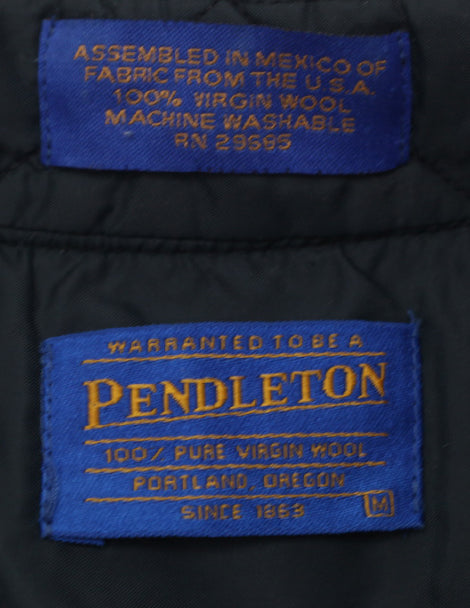 ASSEMBLED IN MEXICO OF
FABRIC FROM THE U.S.A.
100% VIRGIN WOOL
MACHINE WASHABLE
RN 29685
WARRANTED TO BE A
PENDLETON
100% PURE VIRGIN WOOL
PORTLAND, OREGON
SINCE 1863
M